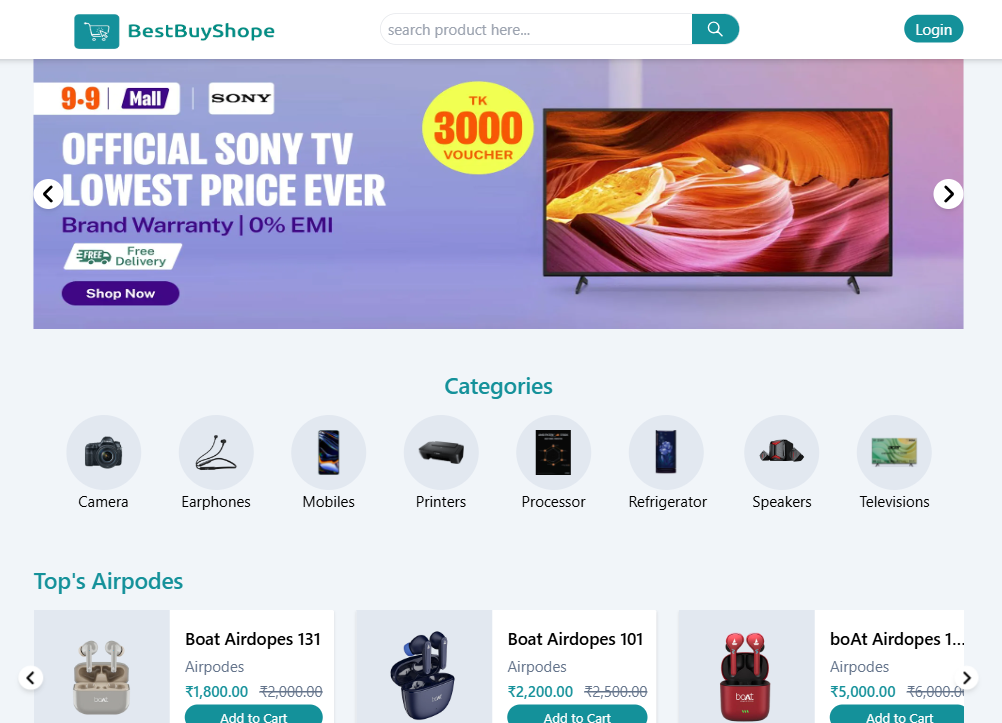 BestBuyShope
search product here...
Login
9.9 Mall SONY
TK
3000
VOUCHER
OFFICIAL SONY TV
LOWEST PRICE EVER
Brand Warranty | 0% EMI
FREE Free
Delivery
Shop Now
Categories
Camera Earphones Mobiles Printers Processor Refrigerator Speakers Televisions
Top's Airpodes
Boat Airdopes 131
Airpodes
₹1,800.00 ₹2,000.00
Add to Cart
Boat Airdopes 101
Airpodes
₹2,200.00 ₹2,500.00
Add to Cart
boAt
boAt Airdopes 1...
Airpodes
₹5,000.00 ₹6,000.0
Add to Cart